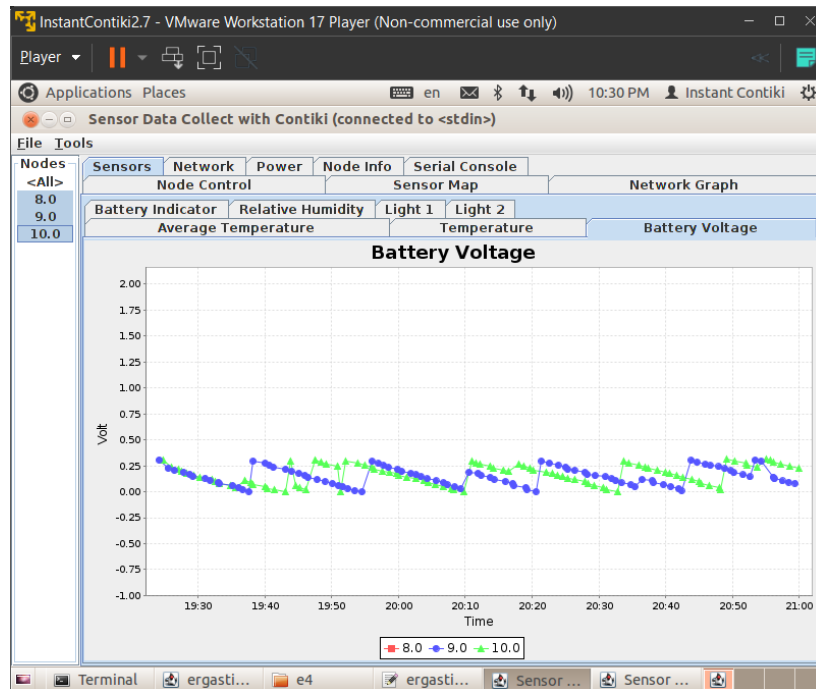 InstantContiki2.7 - VMware Workstation 17 Player (Non-commercial use only)
Player
Applications Places en 10:30 PM Instant Contiki
Sensor Data Collect with Contiki (connected to <stdin>)
File Tools
Nodes
<All>
8.0
9.0
10.0
Sensors Network Power Node Info Serial Console
Node Control Sensor Map Network Graph
Battery Indicator Relative Humidity Light 1 Light 2
Average Temperature Temperature Battery Voltage
Battery Voltage
2.00
1.75
1.50
1.25
1.00
0.75
0.50
0.25
0.00
-0.25
-0.50
-0.75
-1.00
Volt
19:30 19:40 19:50 20:00 20:10 20:20 20:30 20:40 20:50 21:00
Time
8.0 9.0 10.0
Terminal ergasti... e4 ergasti... Sensor ... Sensor ...